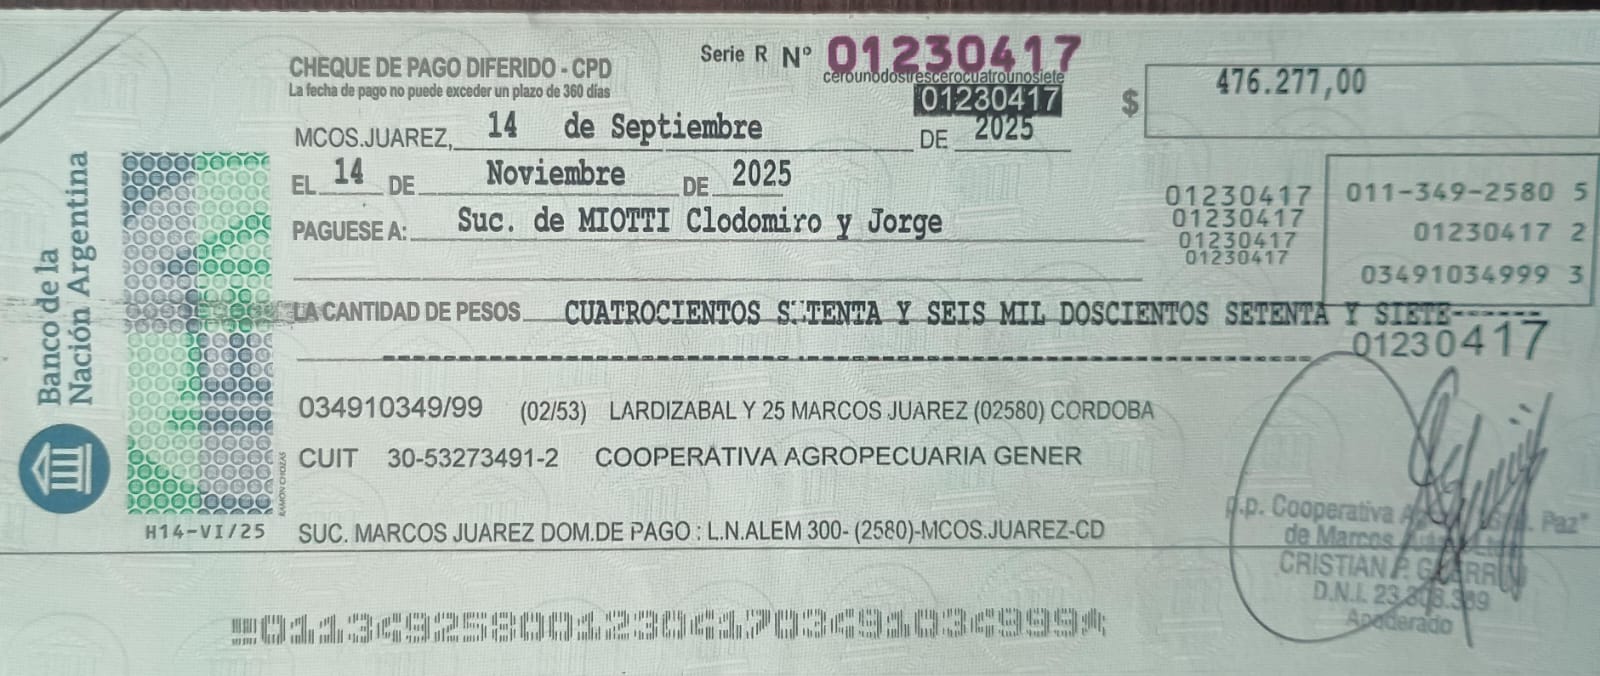 Banco de la
Nación Argentina
CHEQUE DE PAGO DIFERIDO - CPD
La fecha de pago no puede exceder un plazo de 360 días
Serie R Nº 01230417
cerounodostrescerocuatrounosiete
01230417
$ 476.277,00
MCOS.JUAREZ, 14 de Septiembre DE 2025
EL 14 DE Noviembre DE 2025
PAGUESE A: Suc. de MIOTTI Clodomiro y Jorge
01230417
01230417
01230417
01230417
011-349-2580 5
01230417 2
03491034999 3
LA CANTIDAD DE PESOS CUATROCIENTOS S:TENTA Y SEIS MIL DOSCIENTOS SETENTA Y SIETE------
01230417
034910349/99 (02/53) LARDIZABAL Y 25 MARCOS JUAREZ (02580) CORDOBA
CUIT 30-53273491-2 COOPERATIVA AGROPECUARIA GENER
RAMON CHOZAS
H14-VI/25
SUC. MARCOS JUAREZ DOM.DE PAGO : L.N.ALEM 300- (2580)-MCOS.JUAREZ-CD
p.p. Cooperativa Paz"
de Marcos
CRISTIAN P.
D.N.I. 23
Apoderado
01134925800123041703491034999